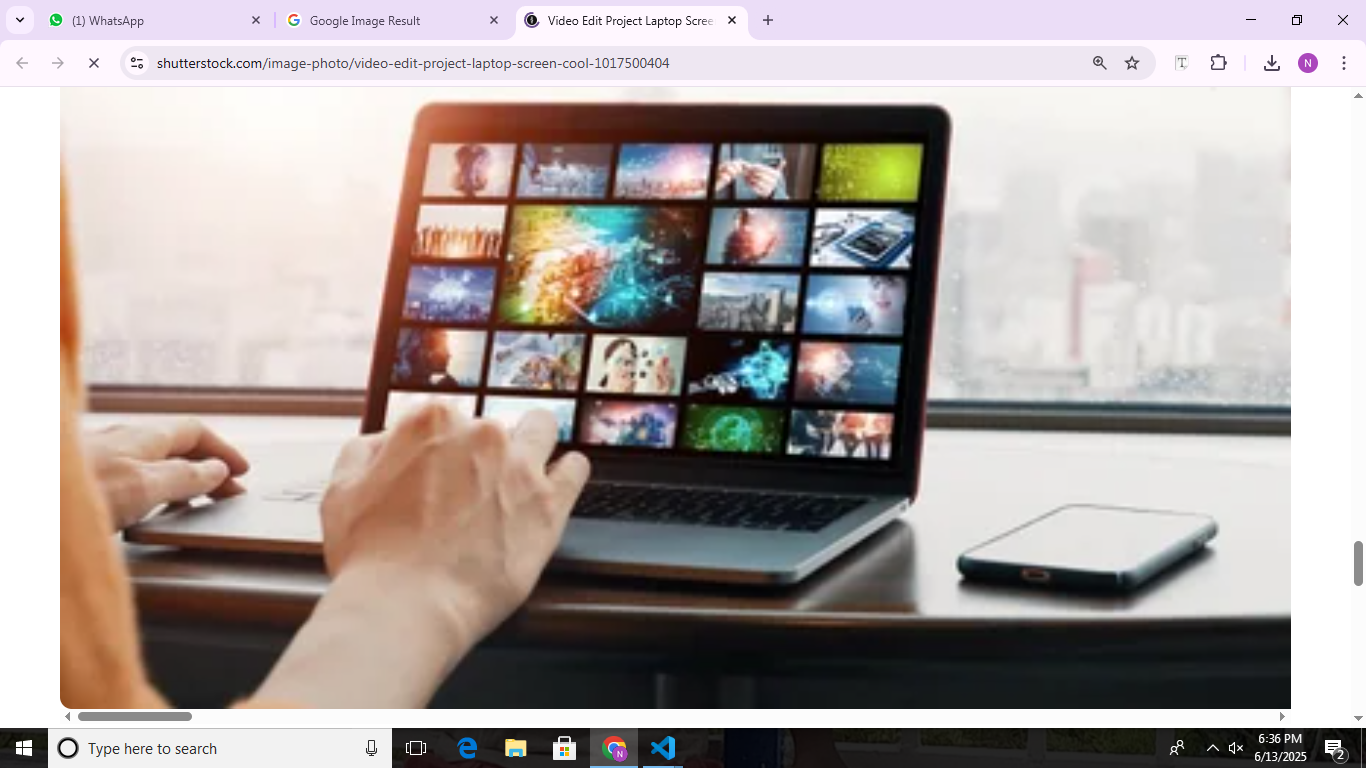 (1) WhatsApp
Google Image Result
Video Edit Project Laptop Scree
shutterstock.com/image-photo/video-edit-project-laptop-screen-cool-1017500404
N
Type here to search
N
6:36 PM
6/13/2025
2